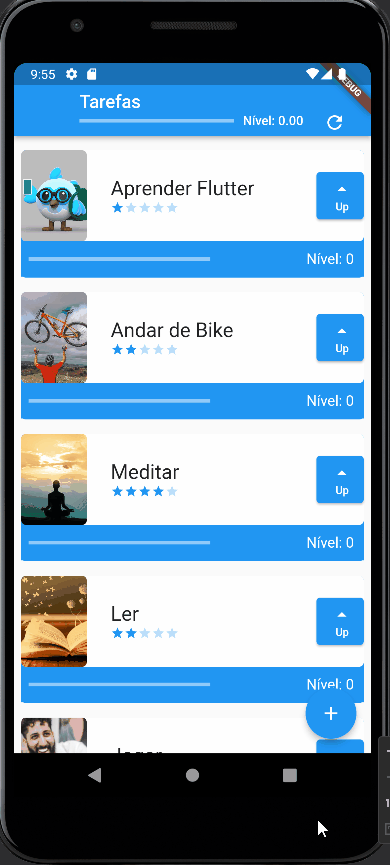 9:55
DEBUG
Tarefas
Nível: 0.00
Aprender Flutter
Up
Nível: 0
Andar de Bike
Up
Nível: 0
Meditar
Up
Nível: 0
Ler
Up
Nível: 0
+